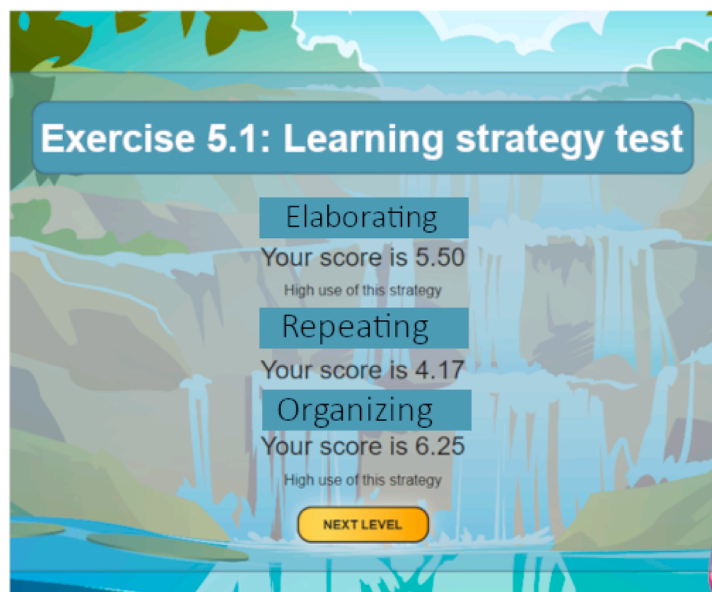 Exercise 5.1: Learning strategy test
Elaborating
Your score is 5.50
High use of this strategy
Repeating
Your score is 4.17
Organizing
Your score is 6.25
High use of this strategy
NEXT LEVEL